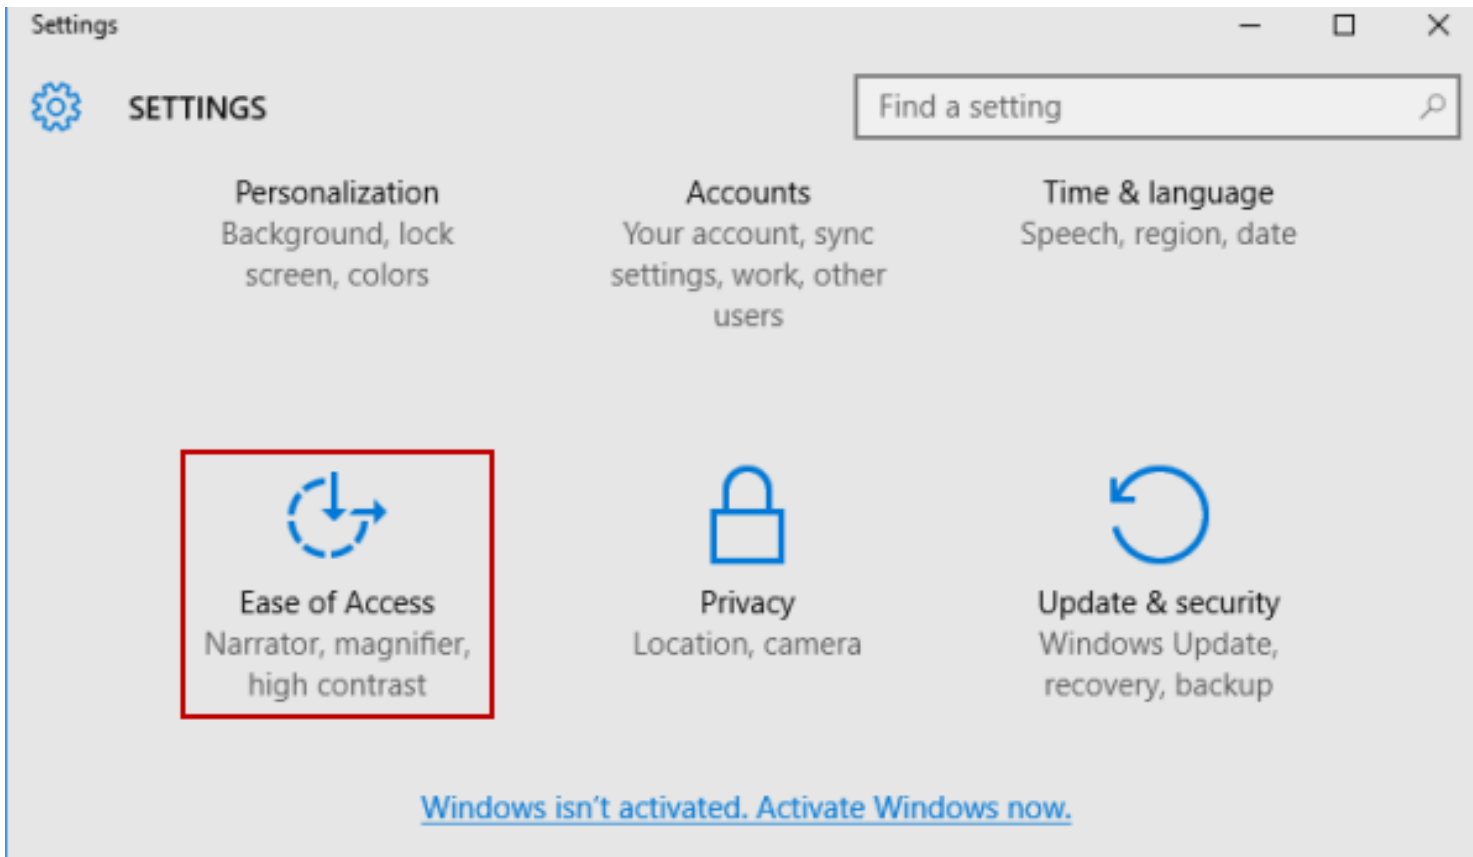 Settings
SETTINGS
Find a setting
Personalization
Background, lock
screen, colors
Accounts
Your account, sync
settings, work, other
users
Time & language
Speech, region, date
Ease of Access
Narrator, magnifier,
high contrast
Privacy
Location, camera
Update & security
Windows Update,
recovery, backup
Windows isn't activated. Activate Windows now.